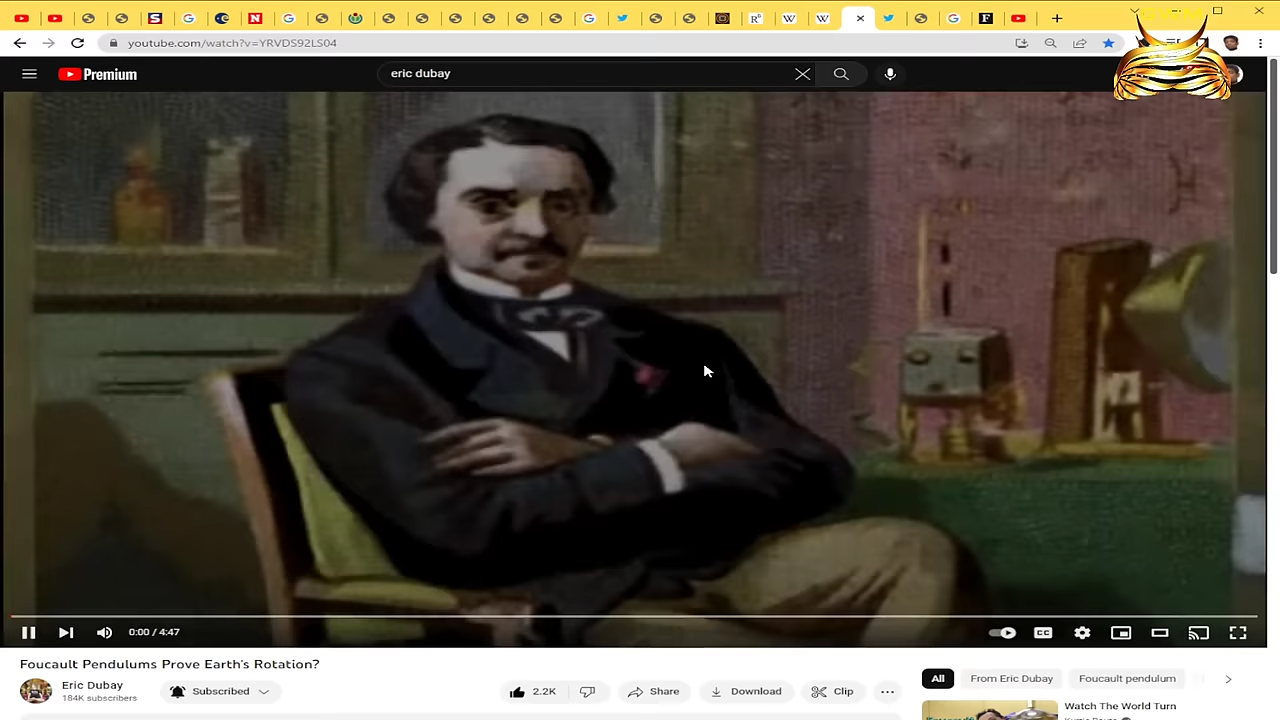 youtube.com/watch?v=YRVDS92LS04
Premium
eric dubay
0:00 / 4:47
CC
Foucault Pendulums Prove Earth's Rotation?
Eric Dubay
184K subscribers
Subscribed
2.2K
Share
Download
Clip
All
From Eric Dubay
Foucault pendulum
Watch The World Turn